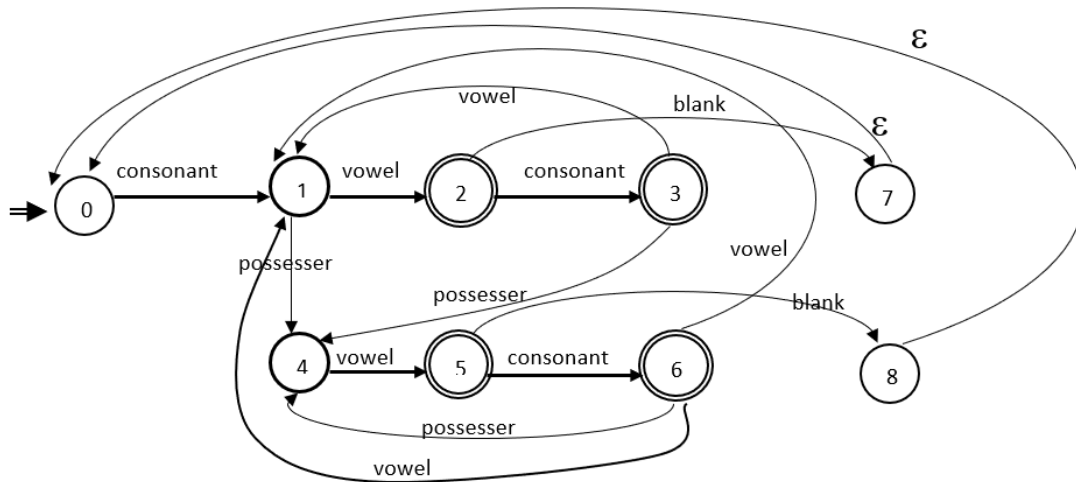 ε
vowel
blank
ε
consonant
vowel
consonant
0
1
2
3
7
possesser
vowel
possesser
blank
vowel
consonant
4
5
6
8
possesser
vowel